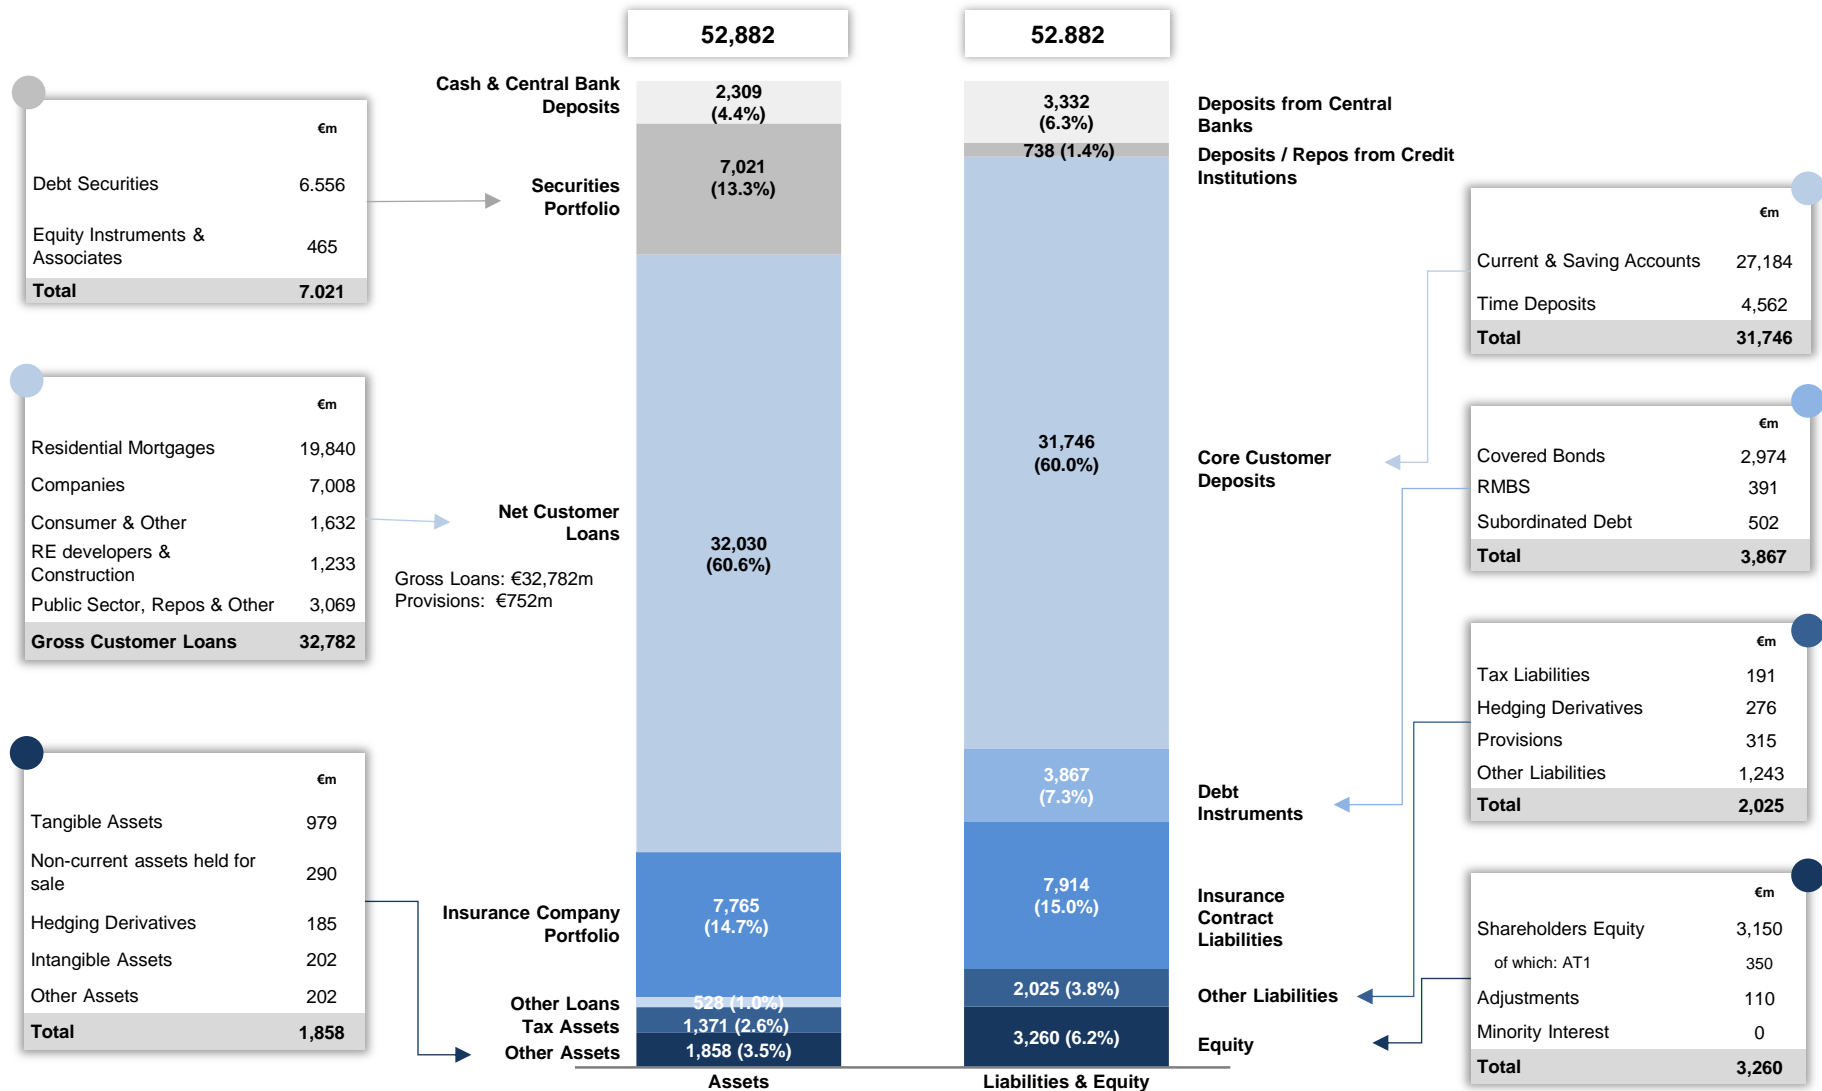 52,882
52.882
€m
Debt Securities 6.556
Equity Instruments &
Associates 465
Total 7.021
€m
Residential Mortgages 19,840
Companies 7,008
Consumer & Other 1,632
RE developers &
Construction 1,233
Public Sector, Repos & Other 3,069
Gross Customer Loans 32,782
€m
Tangible Assets 979
Non-current assets held for
sale 290
Hedging Derivatives 185
Intangible Assets 202
Other Assets 202
Total 1,858
Cash & Central Bank
Deposits
Securities
Portfolio
Net Customer
Loans
Gross Loans: €32,782m
Provisions: €752m
Insurance Company
Portfolio
Other Loans
Tax Assets
Other Assets
2,309
(4.4%)
7,021
(13.3%)
32,030
(60.6%)
7,765
(14.7%)
528 (1.0%)
1,371 (2.6%)
1,858 (3.5%)
Assets
3,332
(6.3%)
738 (1.4%)
31,746
(60.0%)
3,867
(7.3%)
7,914
(15.0%)
2,025 (3.8%)
3,260 (6.2%)
Liabilities & Equity
Deposits from Central
Banks
Deposits / Repos from Credit
Institutions
Core Customer
Deposits
Debt
Instruments
Insurance
Contract
Liabilities
Other Liabilities
Equity
€m
Current & Saving Accounts 27,184
Time Deposits 4,562
Total 31,746
€m
Covered Bonds 2,974
RMBS 391
Subordinated Debt 502
Total 3,867
€m
Tax Liabilities 191
Hedging Derivatives 276
Provisions 315
Other Liabilities 1,243
Total 2,025
€m
Shareholders Equity 3,150
of which: AT1 350
Adjustments 110
Minority Interest 0
Total 3,260